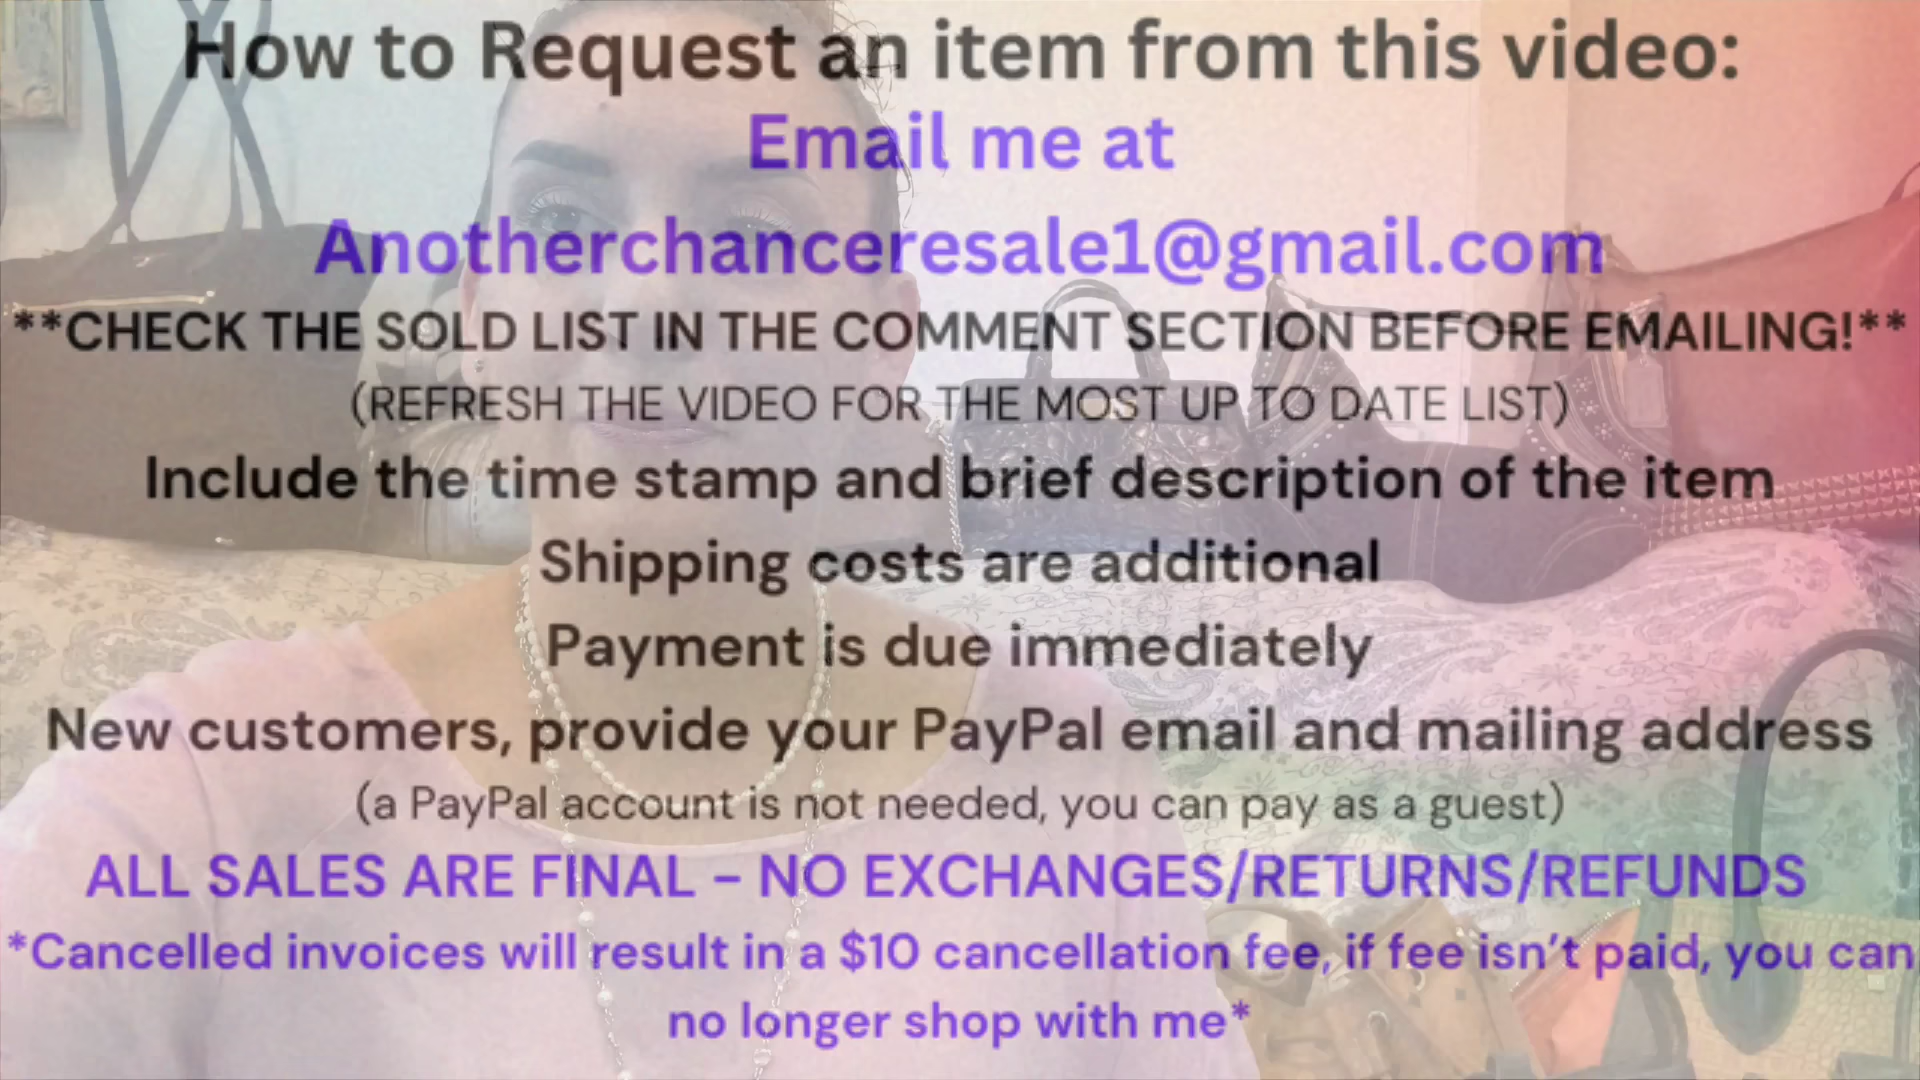 How to Request an item from this video:
Email me at
Anotherchanceresale1@gmail.com
**CHECK THE SOLD LIST IN THE COMMENT SECTION BEFORE EMAILING!**
(REFRESH THE VIDEO FOR THE MOST UP TO DATE LIST)
Include the time stamp and brief description of the item
Shipping costs are additional
Payment is due immediately
New customers, provide your PayPal email and mailing address
(a PayPal account is not needed, you can pay as a guest)
ALL SALES ARE FINAL – NO EXCHANGES/RETURNS/REFUNDS
*Cancelled invoices will result in a $10 cancellation fee, if fee isn’t paid, you can
no longer shop with me*